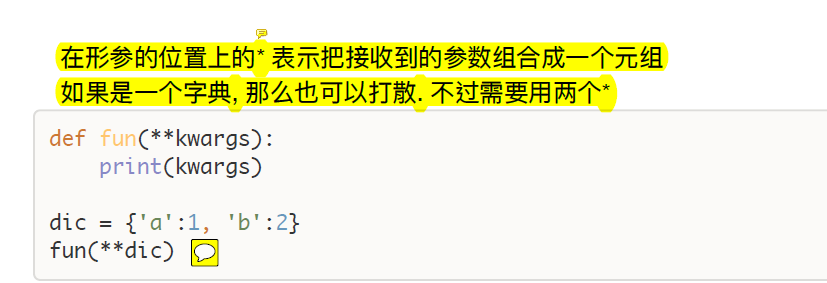 在形参的位置上的* 表示把接收到的参数组合成一个元组
如果是一个字典, 那么也可以打散. 不过需要用两个*
def fun(**kwargs):
    print(kwargs)
dic = {'a':1, 'b':2}
fun(**dic)